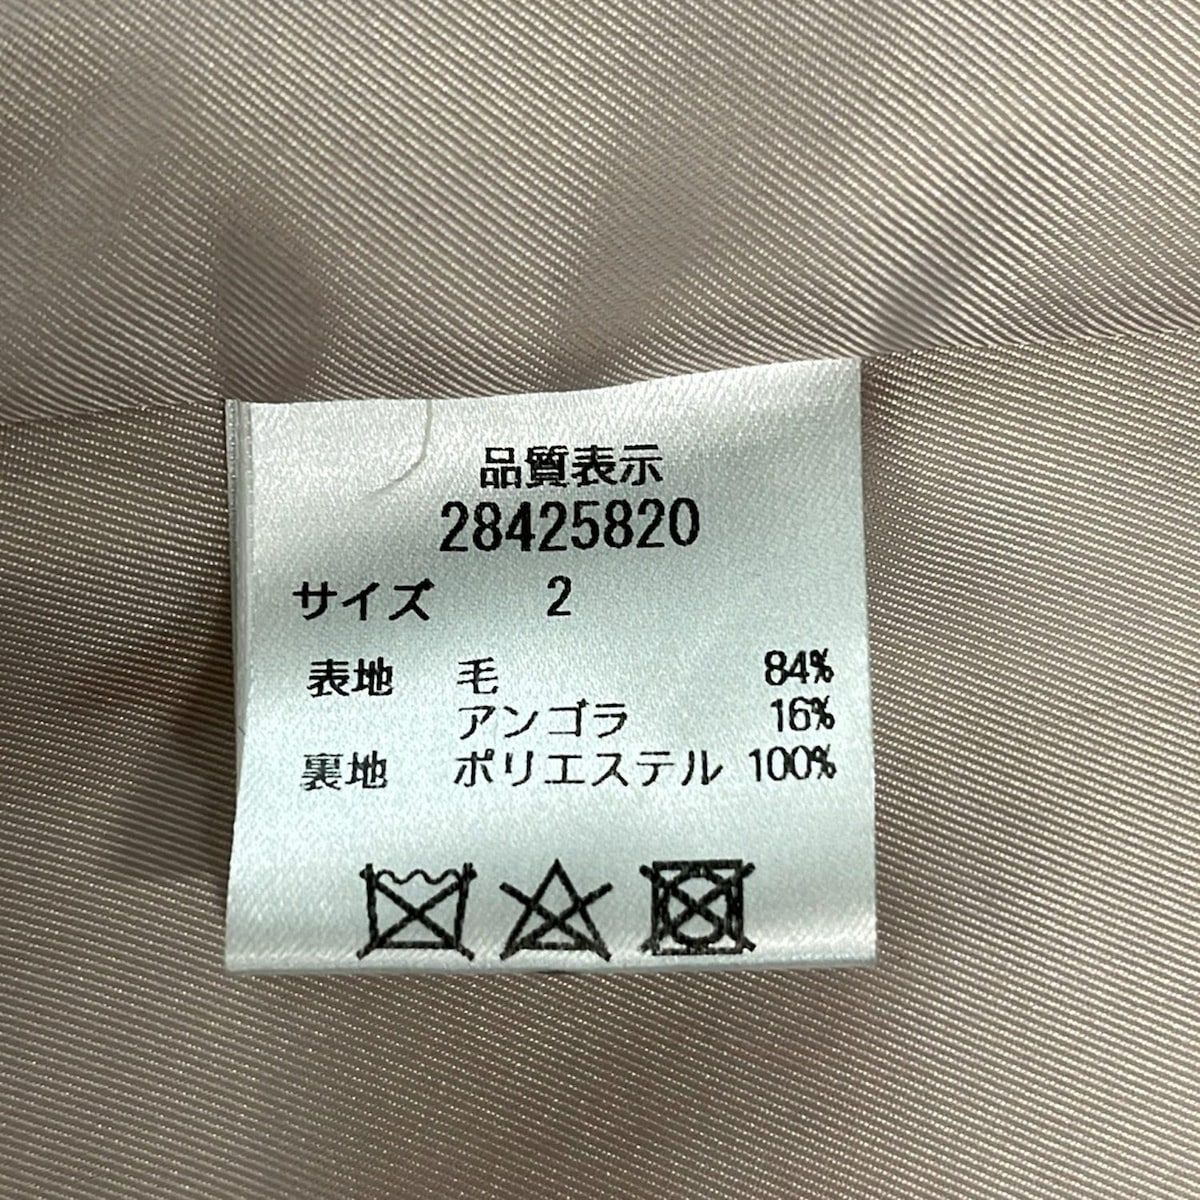 品質表示
28425820
サイズ 2
表地 毛 84%
アンゴラ 16%
裏地 ポリエステル 100%